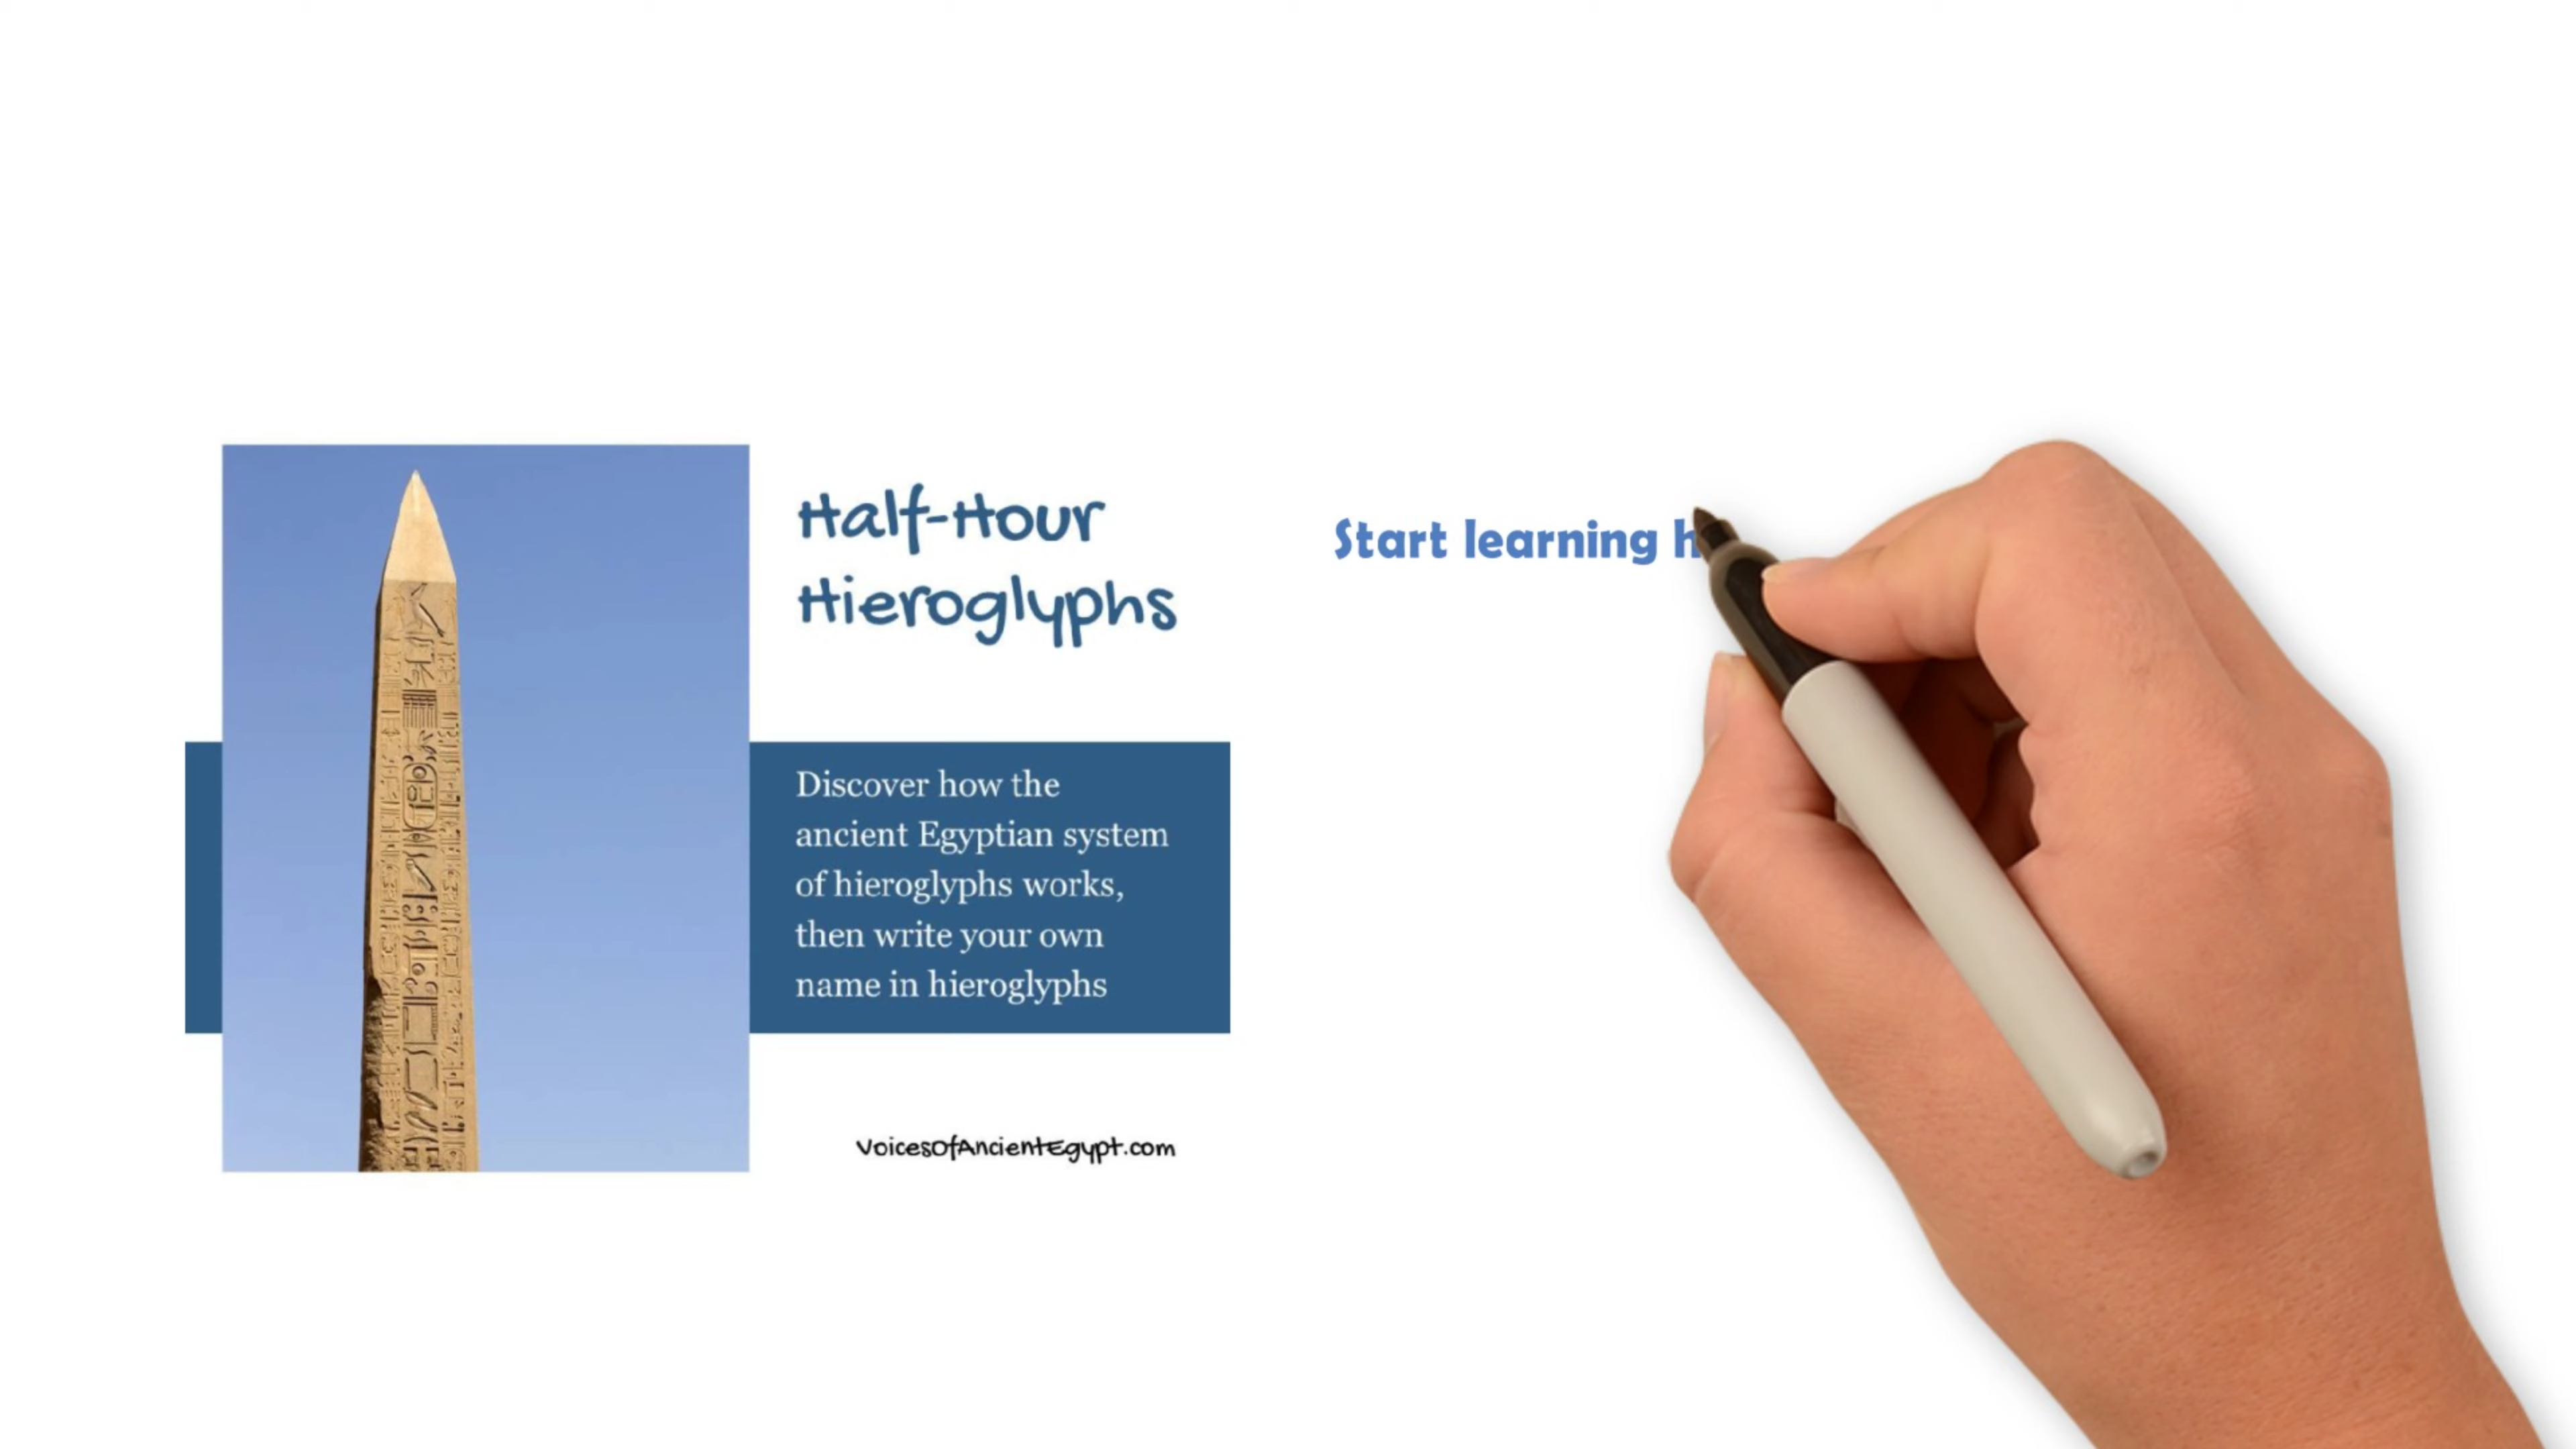 Half-Hour
Hieroglyphs
Discover how the
ancient Egyptian system
of hieroglyphs works,
then write your own
name in hieroglyphs
VoicesOfAncientEgypt.com
Start learning h